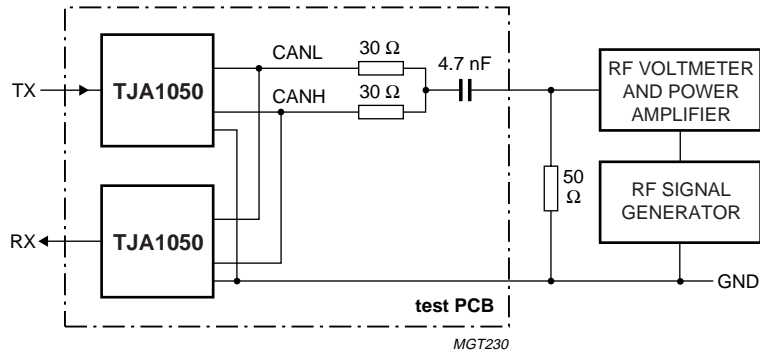 TX
TJA1050
CANL
30 Ω
4.7 nF
CANH
30 Ω
RF VOLTMETER
AND POWER
AMPLIFIER
50
Ω
RF SIGNAL
GENERATOR
RX
TJA1050
GND
test PCB
MGT230